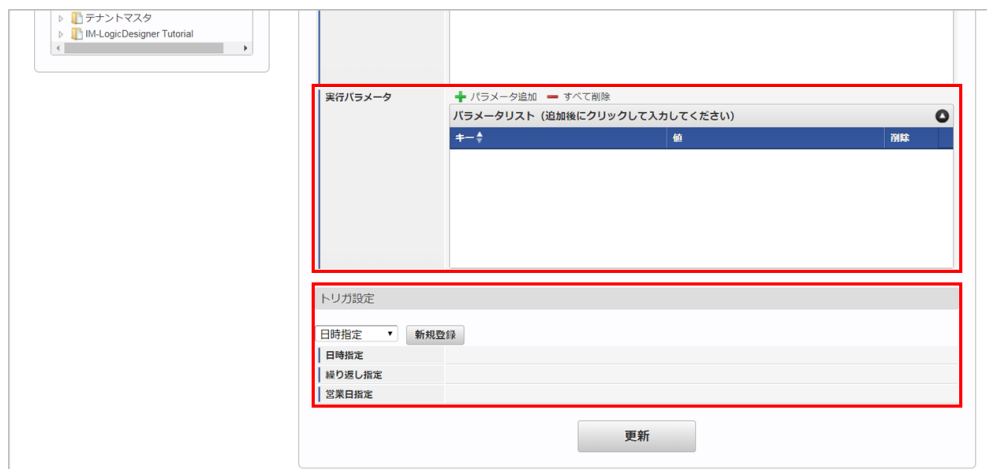 テナントマスタ
IM-LogicDesigner Tutorial
実行パラメータ
パラメータ追加 すべて削除
パラメータリスト（追加後にクリックして入力してください）
キー 値 削除
トリガ設定
日時指定 新規登録
日時指定
繰り返し指定
営業日指定
更新